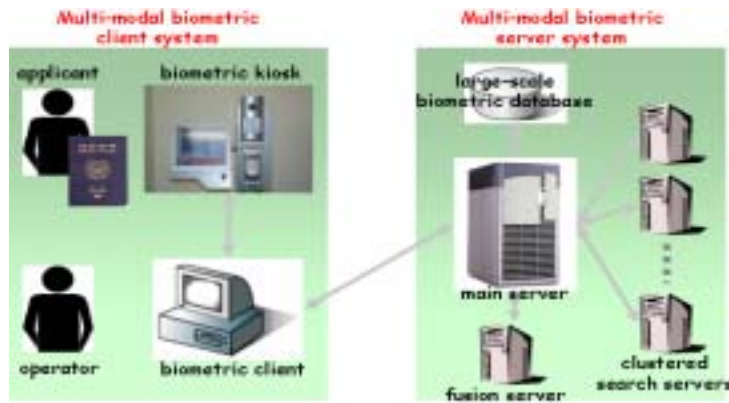 Multi-modal biometric
client system
applicant
biometric kiosk
operator
biometric client
Multi-modal biometric
server system
large-scale
biometric database
main server
fusion server
clustered
search servers